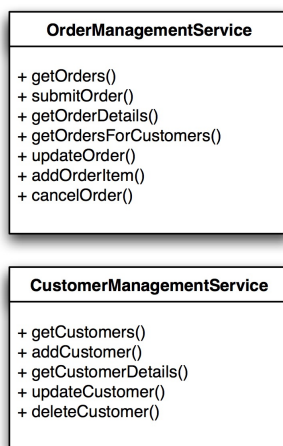 OrderManagementService
+ getOrders()
+ submitOrder()
+ getOrderDetails()
+ getOrdersForCustomers()
+ updateOrder()
+ addOrderItem()
+ cancelOrder()
CustomerManagementService
+ getCustomers()
+ addCustomer()
+ getCustomerDetails()
+ updateCustomer()
+ deleteCustomer()